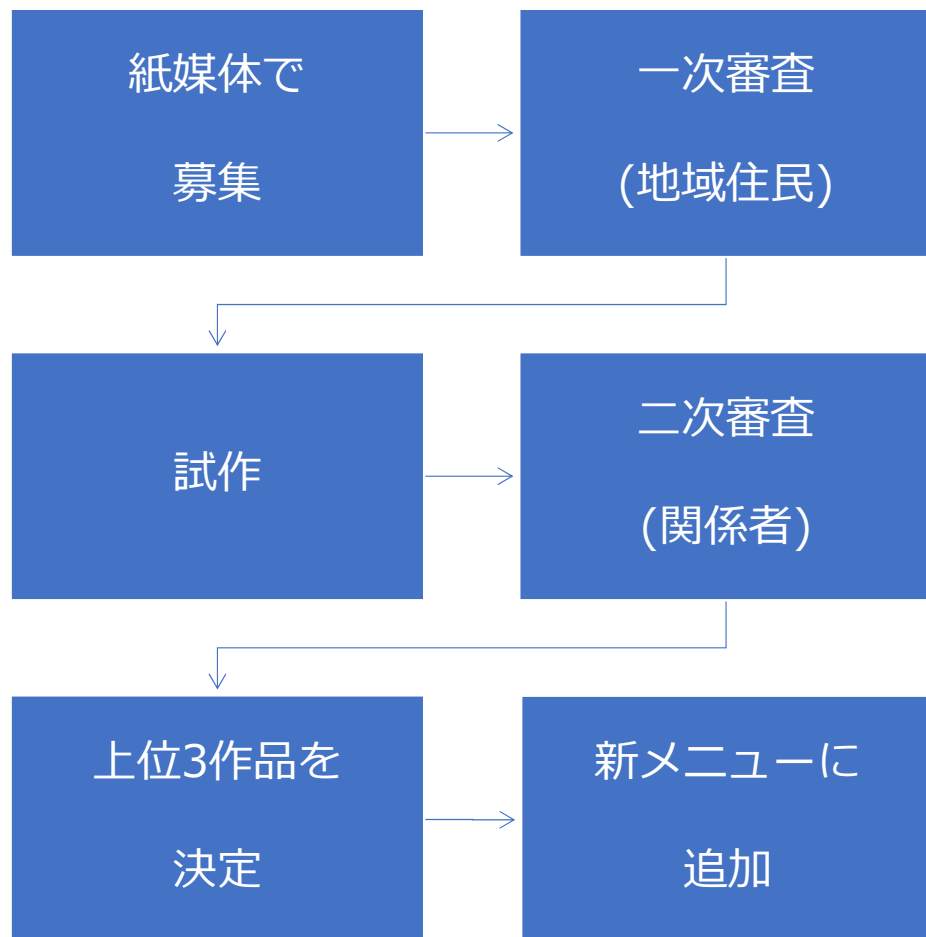 紙媒体で
募集
一次審査
(地域住民)
試作
二次審査
(関係者)
上位3作品を
決定
新メニューに
追加